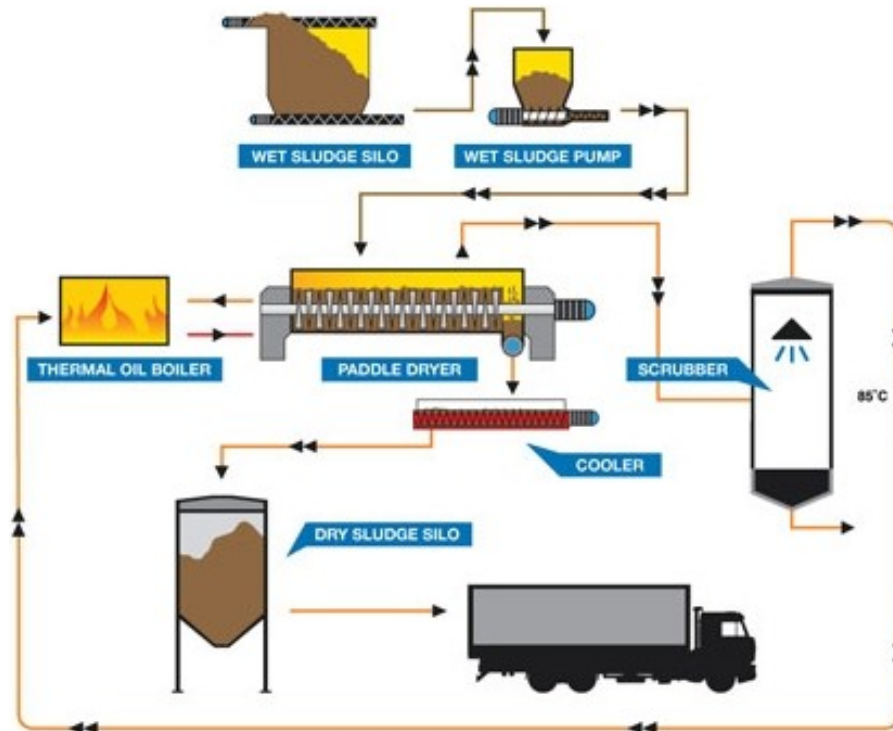 WET SLUDGE SILO
WET SLUDGE PUMP
THERMAL OIL BOILER
PADDLE DRYER
SCRUBBER
85°C
COOLER
DRY SLUDGE SILO